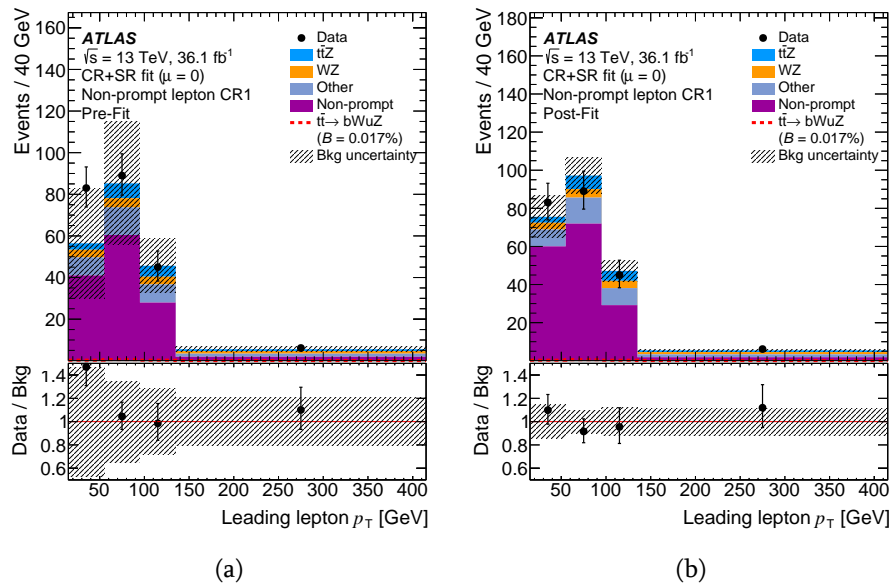 Events / 40 GeV
160
140
120
100
80
60
40
20
ATLAS
√s = 13 TeV, 36.1 fb⁻¹
CR+SR fit (μ = 0)
Non-prompt lepton CR1
Pre-Fit
Data
tt̄Z
WZ
Other
Non-prompt
tt̄→ bWuZ
(B = 0.017%)
Bkg uncertainty
Data / Bkg
1.4
1.2
1
0.8
0.6
50 100 150 200 250 300 350 400
Leading lepton pT [GeV]
(a)
Events / 40 GeV
180
160
140
120
100
80
60
40
20
ATLAS
√s = 13 TeV, 36.1 fb⁻¹
CR+SR fit (μ = 0)
Non-prompt lepton CR1
Post-Fit
Data
tt̄Z
WZ
Other
Non-prompt
tt̄→ bWuZ
(B = 0.017%)
Bkg uncertainty
Data / Bkg
1.4
1.2
1
0.8
0.6
50 100 150 200 250 300 350 400
Leading lepton pT [GeV]
(b)